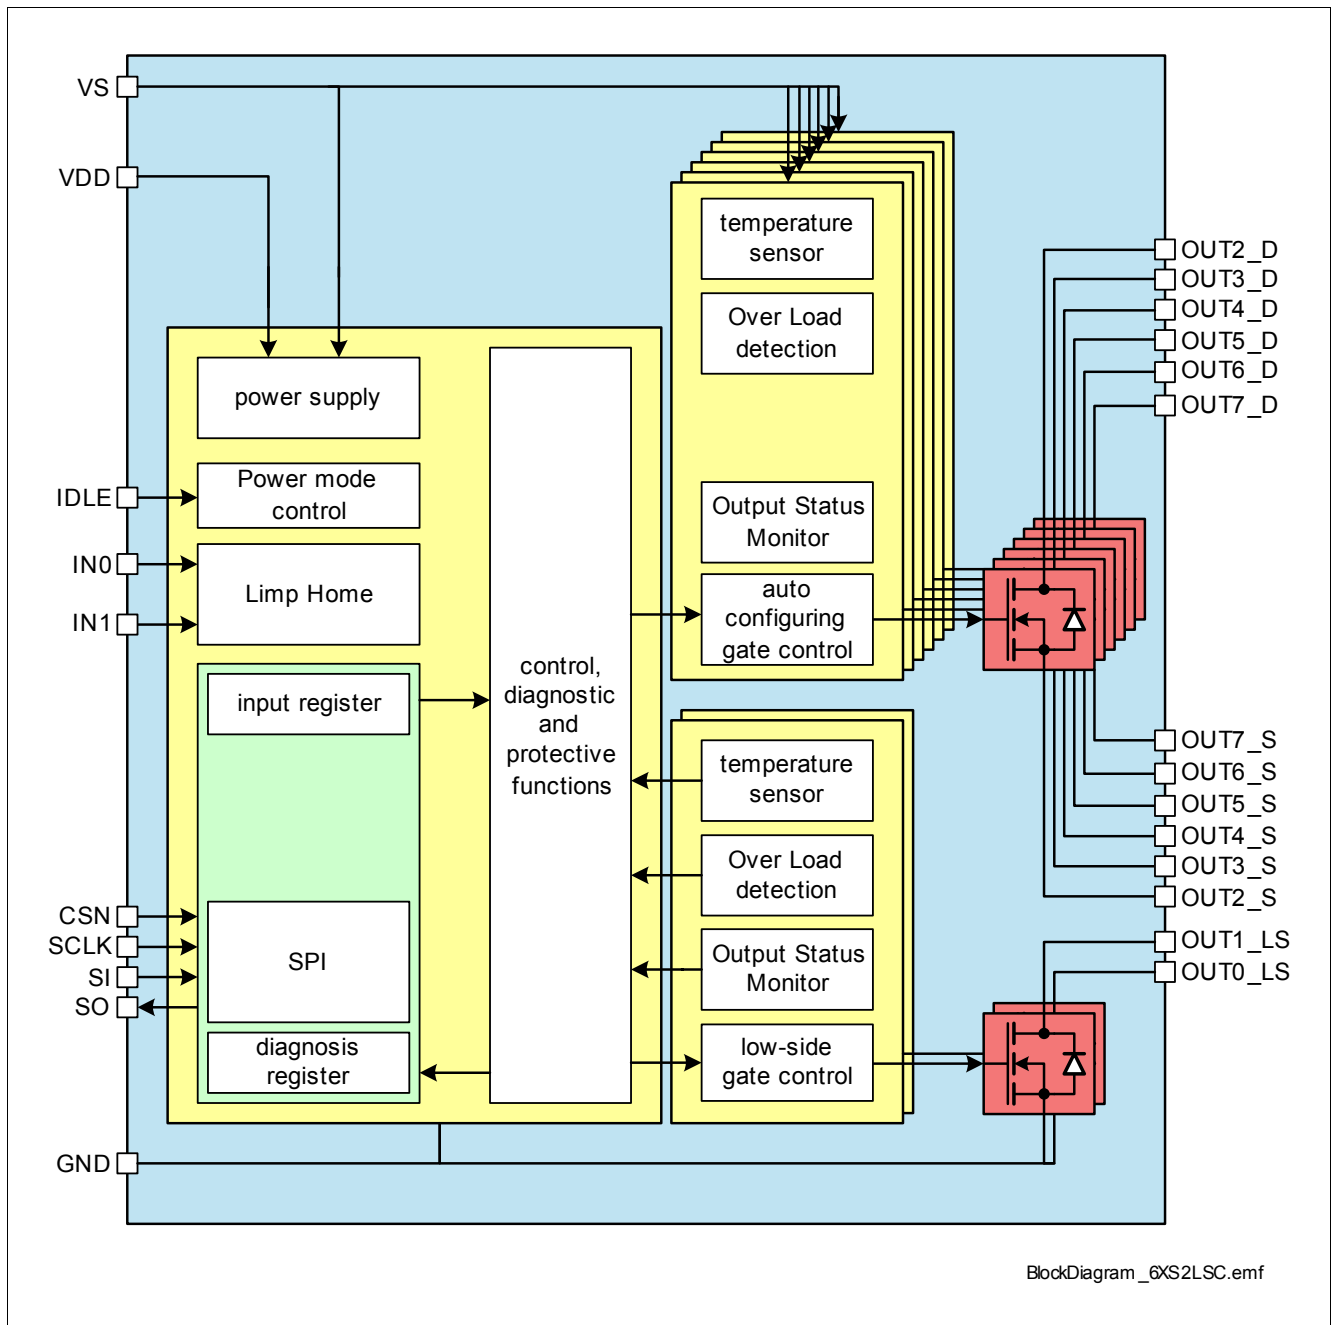 VS
VDD
IDLE
IN0
IN1
CSN
SCLK
SI
SO
GND
power supply
Power mode
control
Limp Home
input register
SPI
diagnosis
register
control,
diagnostic
and
protective
functions
temperature
sensor
Over Load
detection
Output Status
Monitor
auto
configuring
gate control
temperature
sensor
Over Load
detection
Output Status
Monitor
low-side
gate control
OUT2_D
OUT3_D
OUT4_D
OUT5_D
OUT6_D
OUT7_D
OUT7_S
OUT6_S
OUT5_S
OUT4_S
OUT3_S
OUT2_S
OUT1_LS
OUT0_LS
BlockDiagram_6XS2LSC.emf